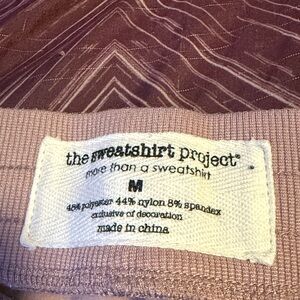 the sweatshirt project®
more than a sweatshirt
M
48% polyester 44% nylon 8% spandex
exclusive of decoration
made in china